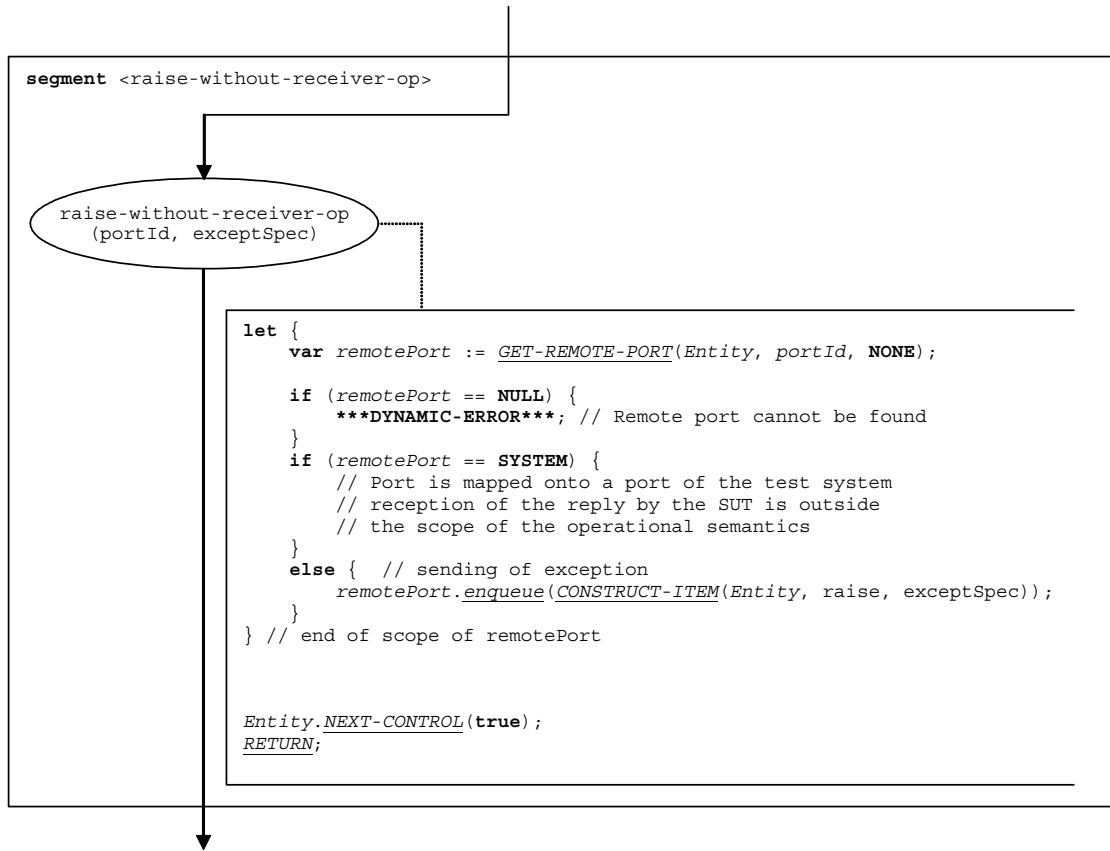 segment <raise-without-receiver-op>
raise-without-receiver-op
(portId, exceptSpec)
let {
var remotePort := GET-REMOTE-PORT(Entity, portId, NONE);
if (remotePort == NULL) {
***DYNAMIC-ERROR***; // Remote port cannot be found
}
if (remotePort == SYSTEM) {
// Port is mapped onto a port of the test system
// reception of the reply by the SUT is outside
// the scope of the operational semantics
}
else { // sending of exception
remotePort.enqueue(CONSTRUCT-ITEM(Entity, raise, exceptSpec));
}
} // end of scope of remotePort
Entity.NEXT-CONTROL(true);
RETURN;